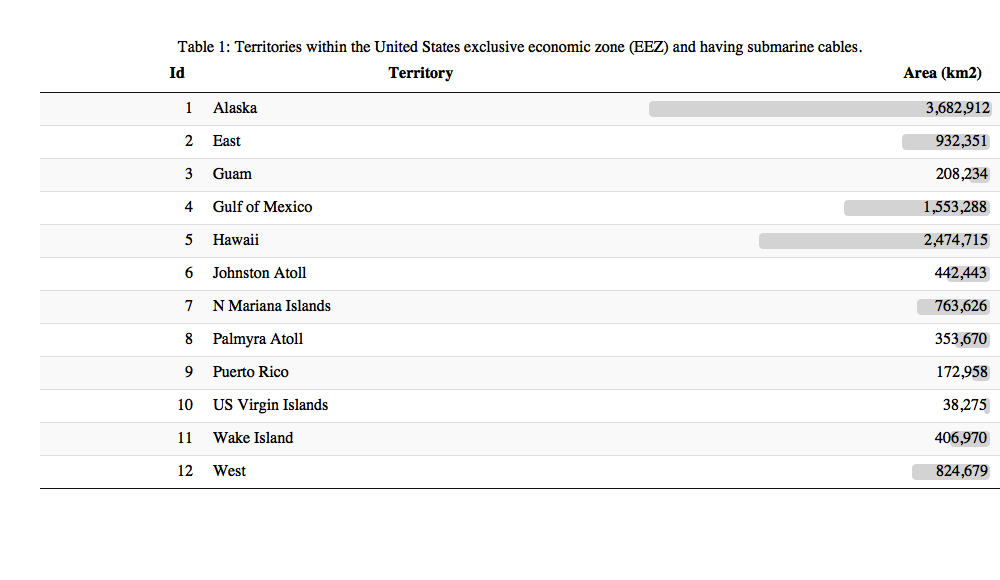 Table 1: Territories within the United States exclusive economic zone (EEZ) and having submarine cables.
Id Territory Area (km2)
1 Alaska 3,682,912
2 East 932,351
3 Guam 208,234
4 Gulf of Mexico 1,553,288
5 Hawaii 2,474,715
6 Johnston Atoll 442,443
7 N Mariana Islands 763,626
8 Palmyra Atoll 353,670
9 Puerto Rico 172,958
10 US Virgin Islands 38,275
11 Wake Island 406,970
12 West 824,679